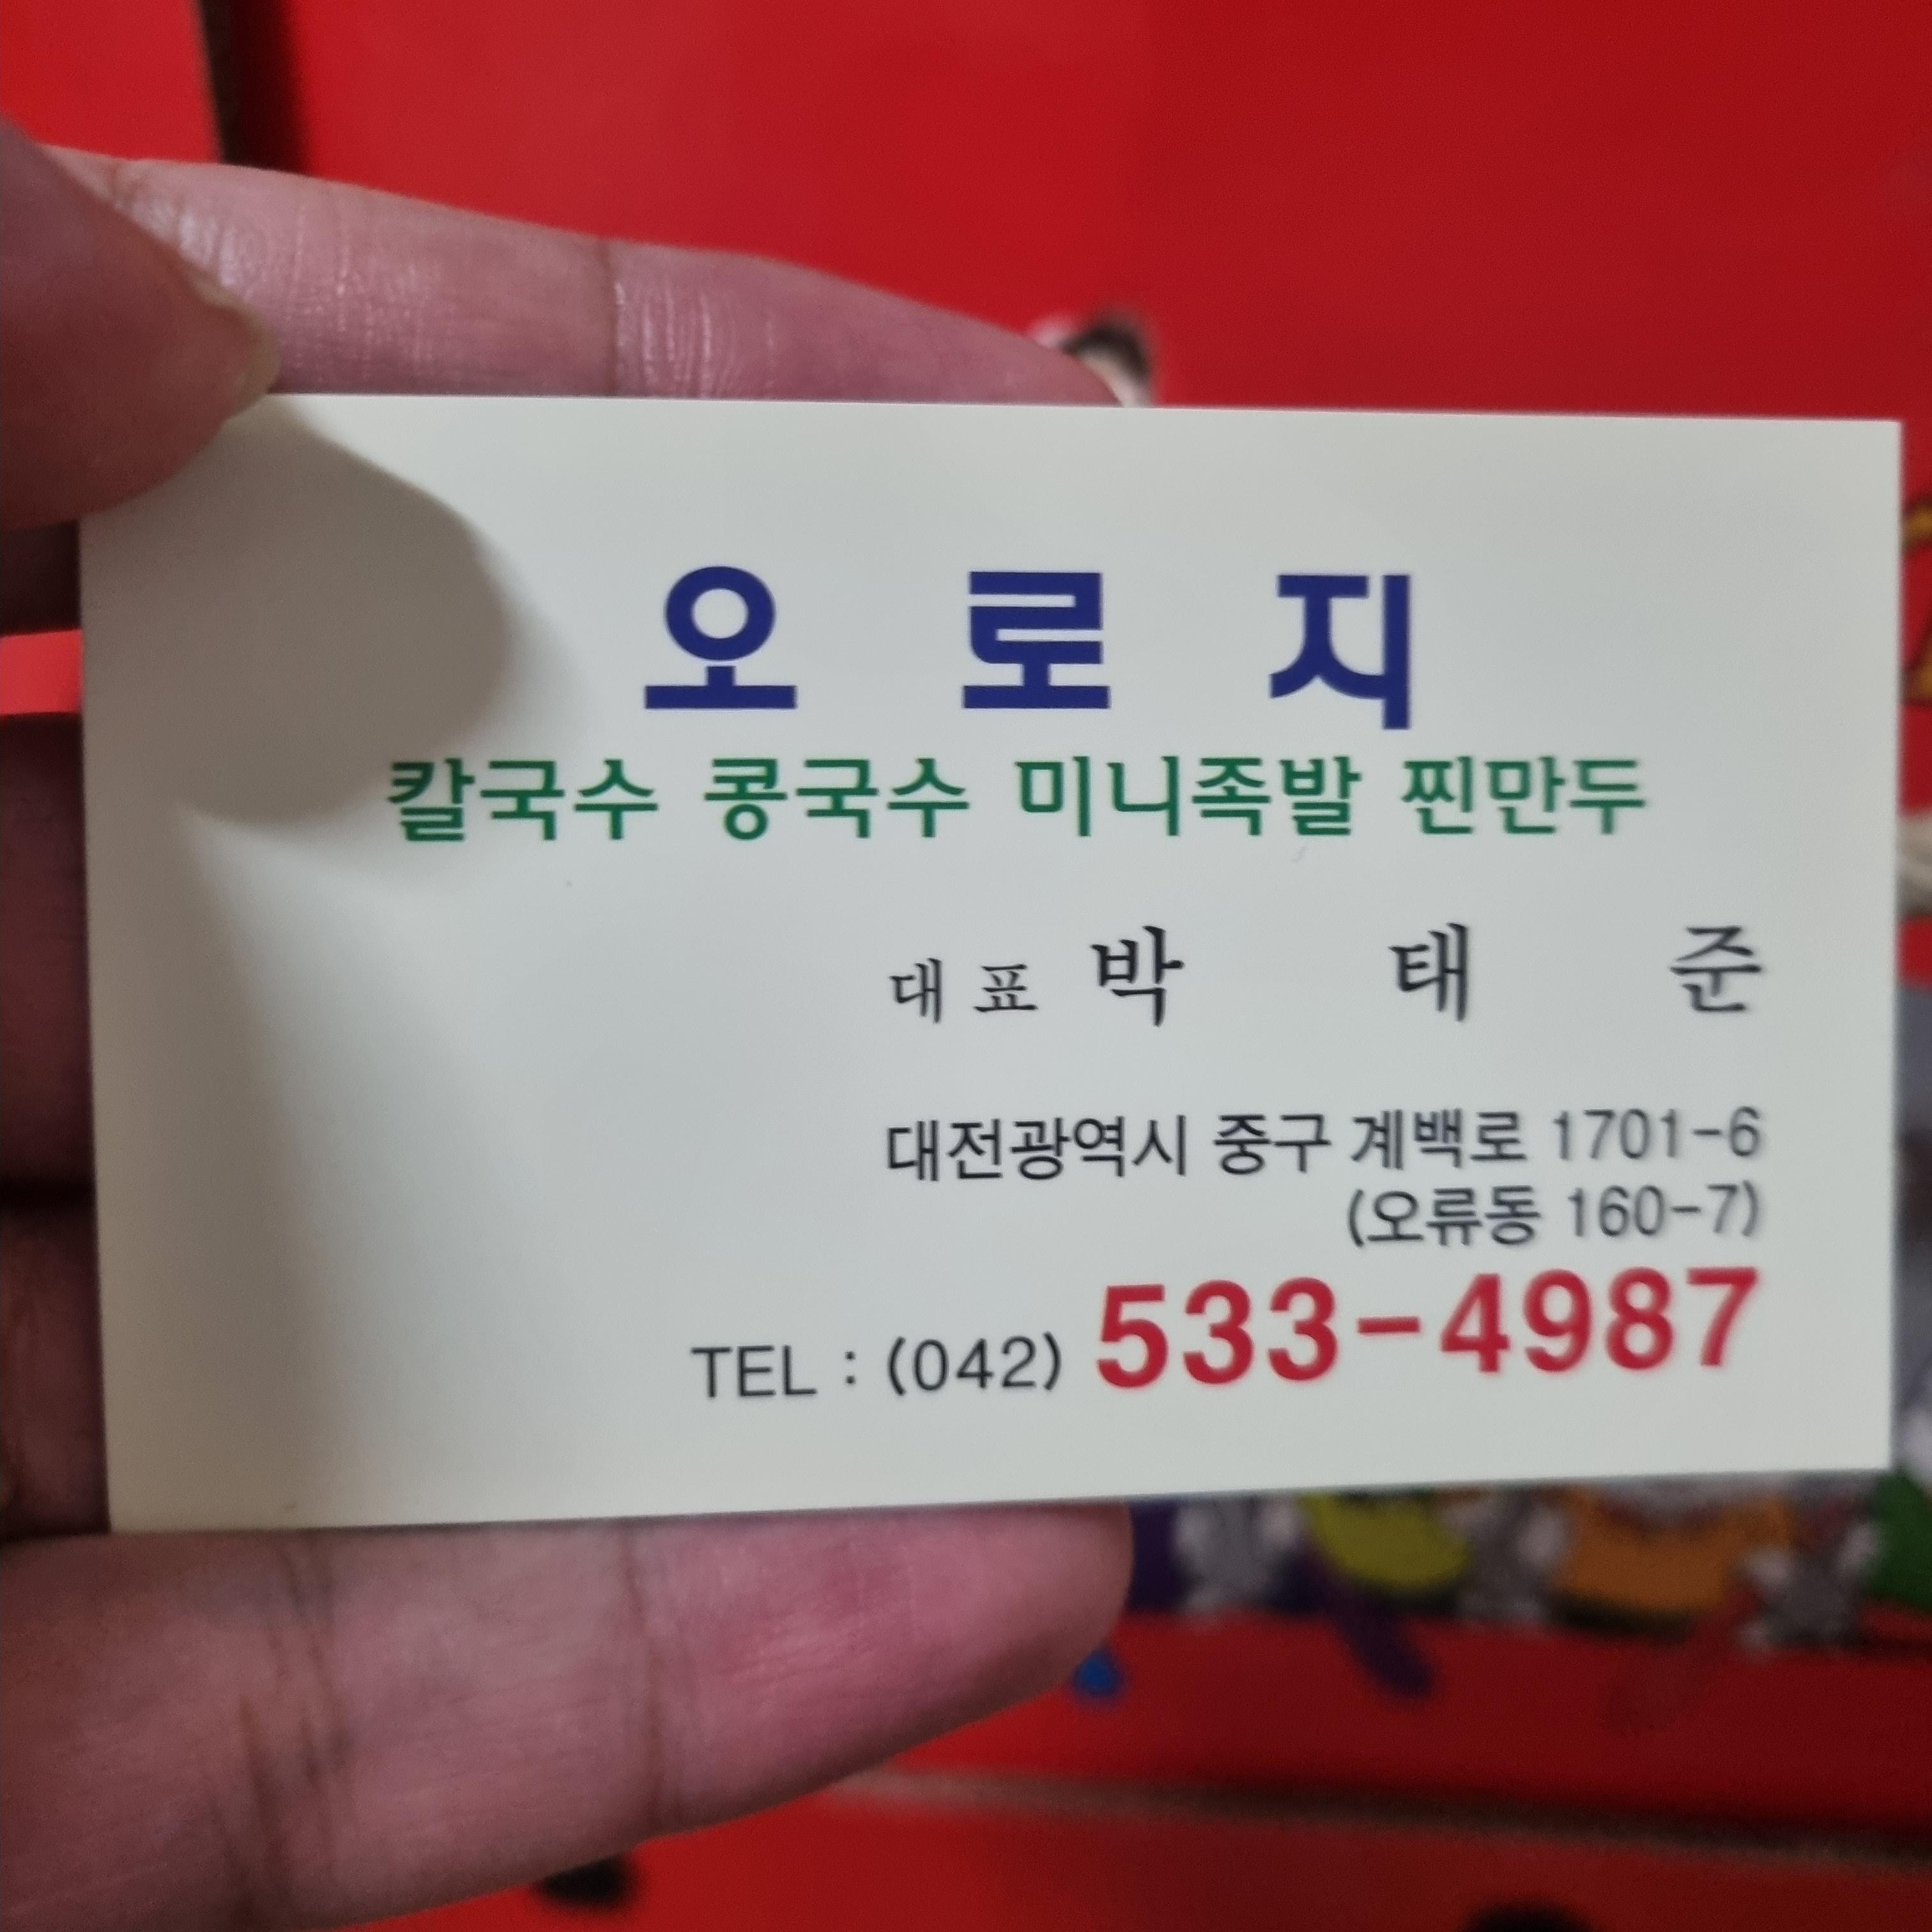 오 로 지
칼국수 콩국수 미니족발 찐만두
대 표 박 태 준
대전광역시 중구 계백로 1701-6
(오류동 160-7)
TEL : (042) 533-4987